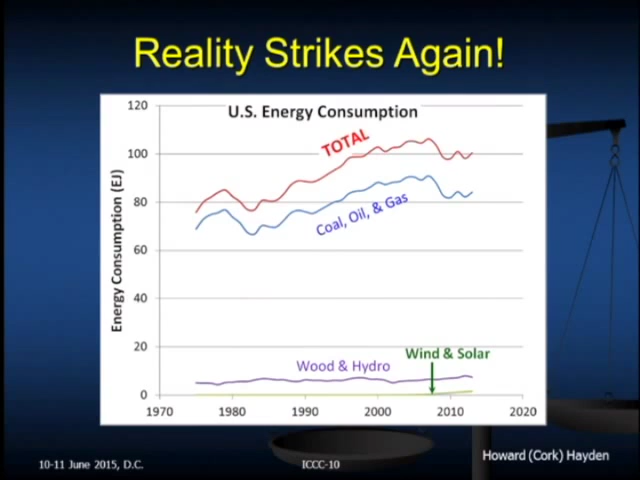 Reality Strikes Again!
U.S. Energy Consumption
Energy Consumption (EJ)
120
100
80
60
40
20
0
TOTAL
Coal, Oil, & Gas
Wood & Hydro
Wind & Solar
1970 1980 1990 2000 2010 2020
10-11 June 2015, D.C.
ICCC-10
Howard (Cork) Hayden